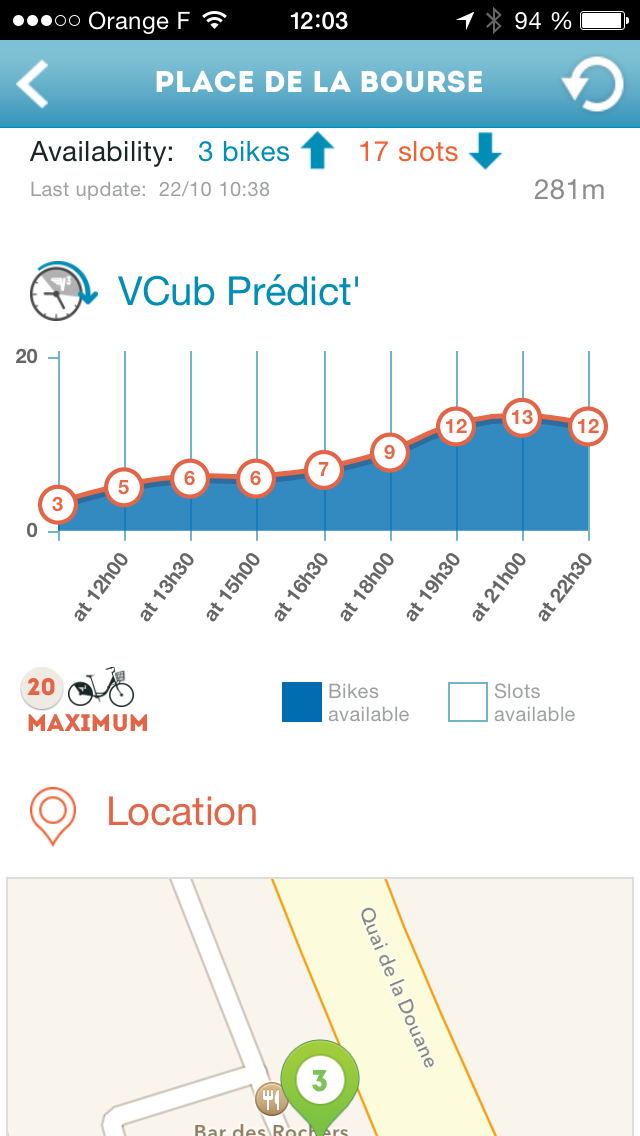 Orange F 12:03 94 %
PLACE DE LA BOURSE
Availability: 3 bikes 17 slots
Last update: 22/10 10:38 281m
VCub Prédict'
20
3 5 6 6 7 9 12 13 12
0
at 12h00 at 13h30 at 15h00 at 16h30 at 18h00 at 19h30 at 21h00 at 22h30
20
MAXIMUM
Bikes available
Slots available
Location
Quai de la Douane
3
Bar des Rochers